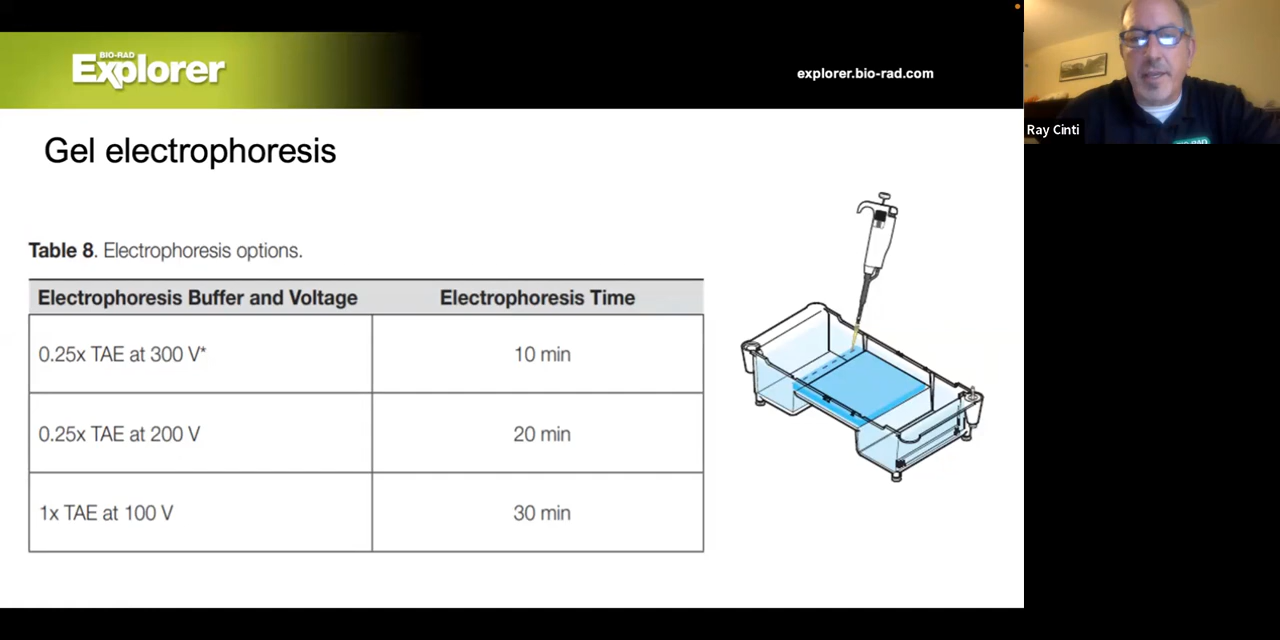 BIO-RAD
Explorer
explorer.bio-rad.com
Ray Cinti
Gel electrophoresis
Table 8. Electrophoresis options.
Electrophoresis Buffer and Voltage Electrophoresis Time
0.25x TAE at 300 V* 10 min
0.25x TAE at 200 V 20 min
1x TAE at 100 V 30 min
BIO-RAD